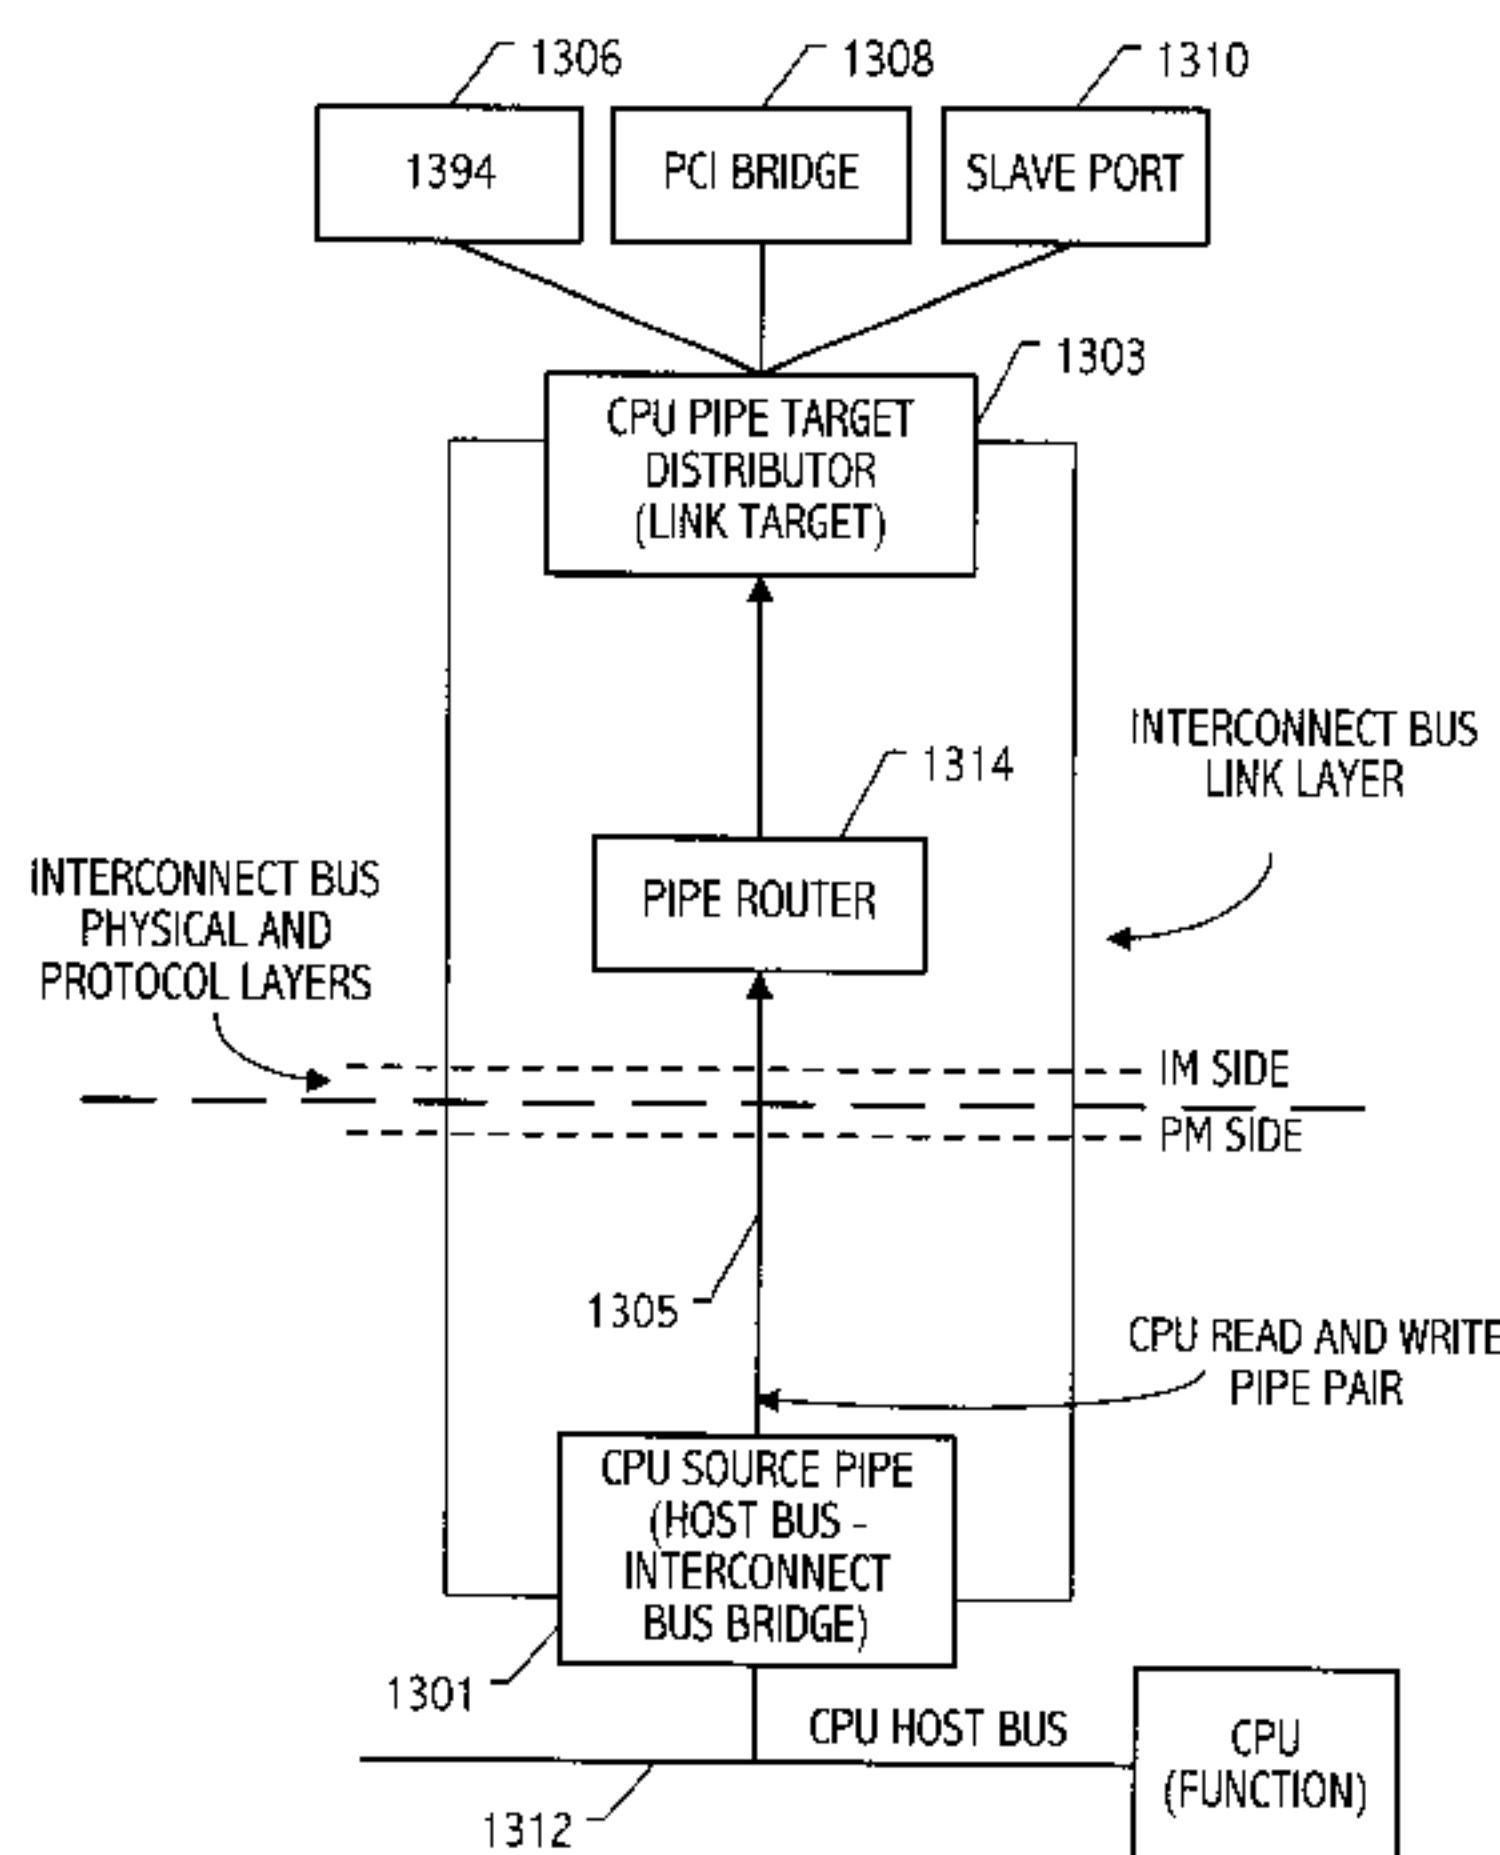 1306
1308
1310
1394
PCI BRIDGE
SLAVE PORT
1303
CPU PIPE TARGET
DISTRIBUTOR
(LINK TARGET)
INTERCONNECT BUS
LINK LAYER
1314
PIPE ROUTER
INTERCONNECT BUS
PHYSICAL AND
PROTOCOL LAYERS
IM SIDE
PM SIDE
1305
CPU READ AND WRITE
PIPE PAIR
CPU SOURCE PIPE
(HOST BUS -
INTERCONNECT
BUS BRIDGE)
1301
CPU HOST BUS
CPU
(FUNCTION)
1312